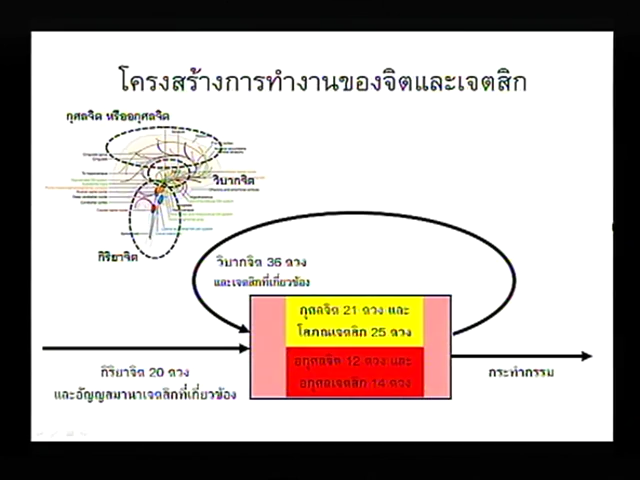 โครงสร้างการทำงานของจิตและเจตสิก
กุศลจิต หรืออกุศลจิต
วิบากจิต
กิริยาจิต
วิบากจิต 36 ดวง
และเจตสิกที่เกี่ยวข้อง
กุศลจิต 21 ดวง และ
โสภณเจตสิก 25 ดวง
อกุศลจิต 12 ดวง และ
อกุศลเจตสิก 14 ดวง
กิริยาจิต 20 ดวง
และอัญญสมานาเจตสิกที่เกี่ยวข้อง
กระทำกรรม